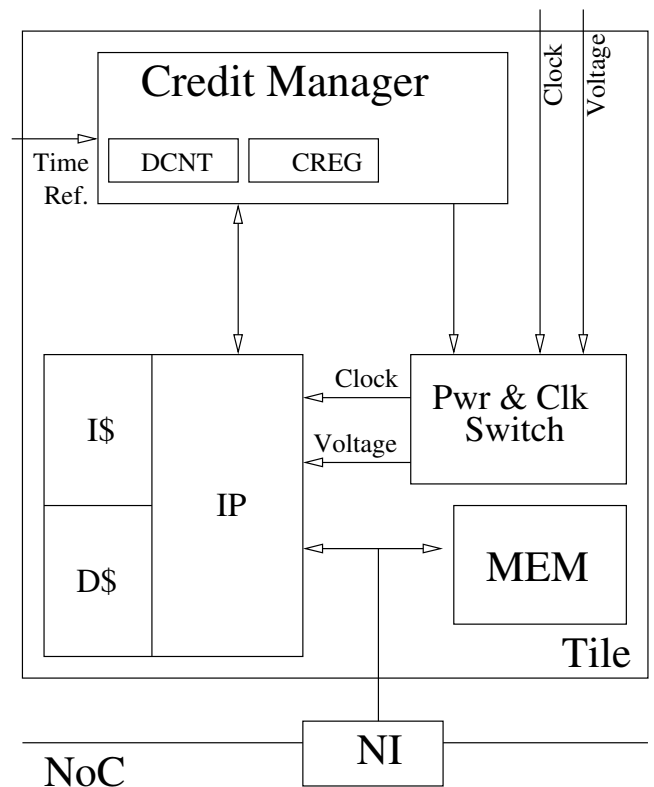 Credit Manager
Clock
Voltage
Time
Ref.
DCNT
CREG
Clock
Voltage
Pwr & Clk
Switch
I$
IP
D$
MEM
Tile
NI
NoC